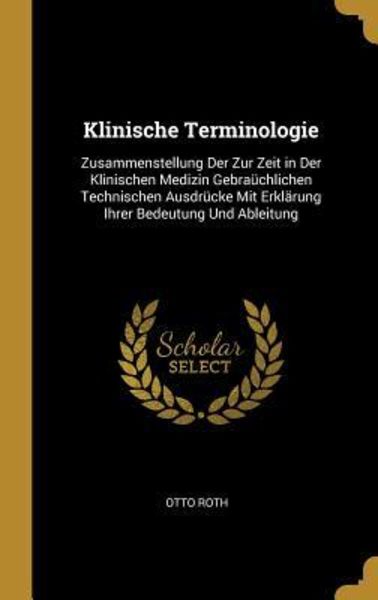 Klinische Terminologie
Zusammenstellung Der Zur Zeit in Der
Klinischen Medizin Gebraüchlichen
Technischen Ausdrücke Mit Erklärung
Ihrer Bedeutung Und Ableitung
Scholar
SELECT
OTTO ROTH